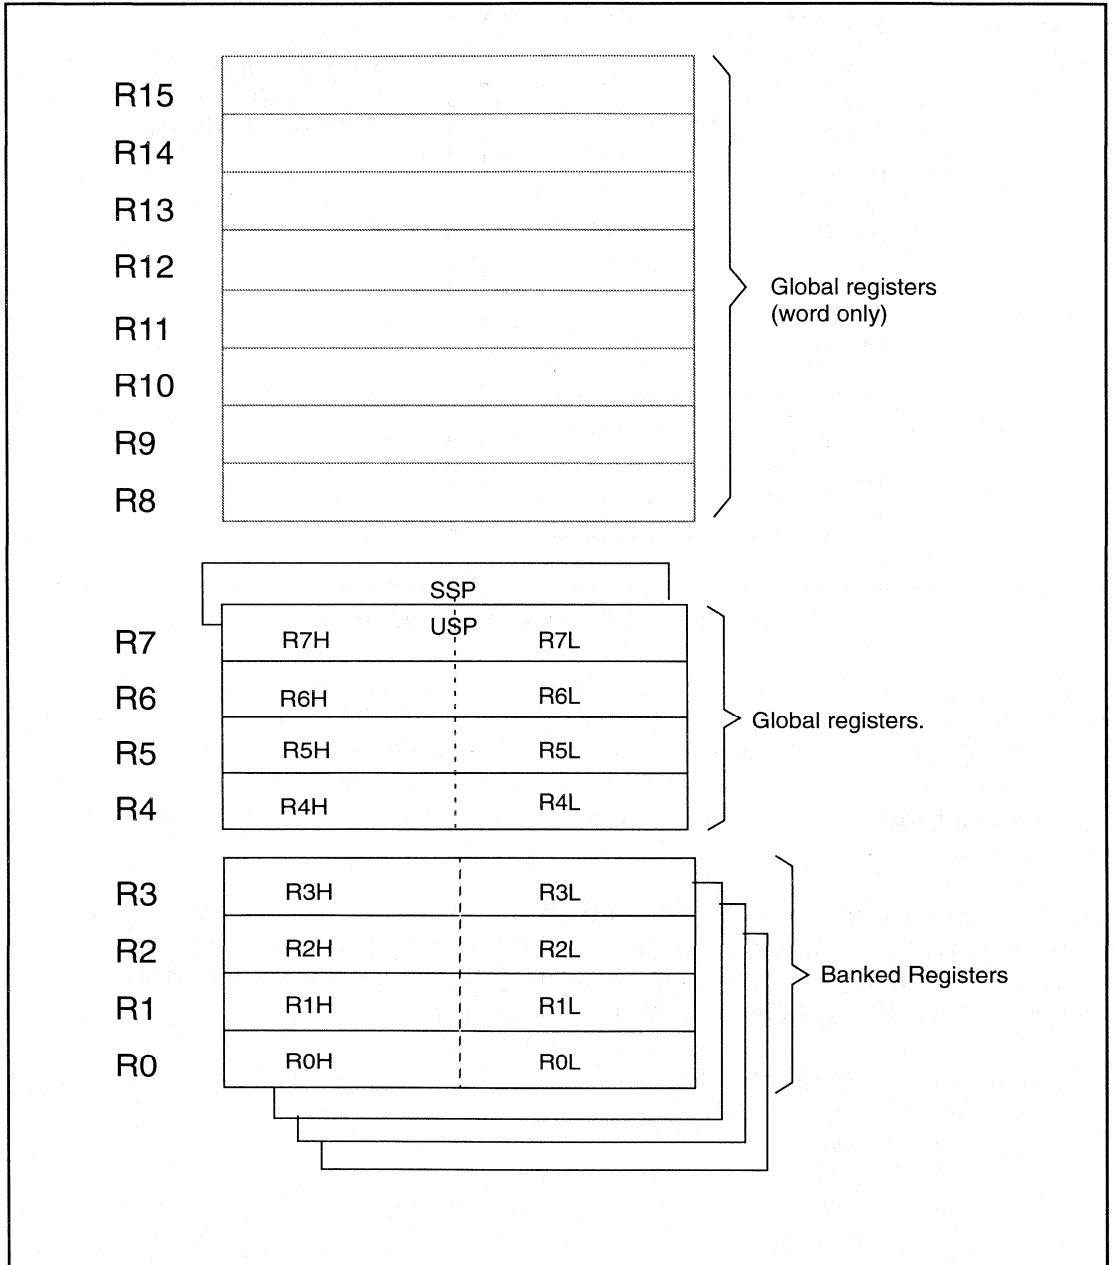 R15
R14
R13
R12
R11
R10
R9
R8
Global registers
(word only)
SSP
USP
R7 R7H R7L
R6 R6H R6L
R5 R5H R5L
R4 R4H R4L
Global registers.
R3 R3H R3L
R2 R2H R2L
R1 R1H R1L
R0 R0H R0L
Banked Registers